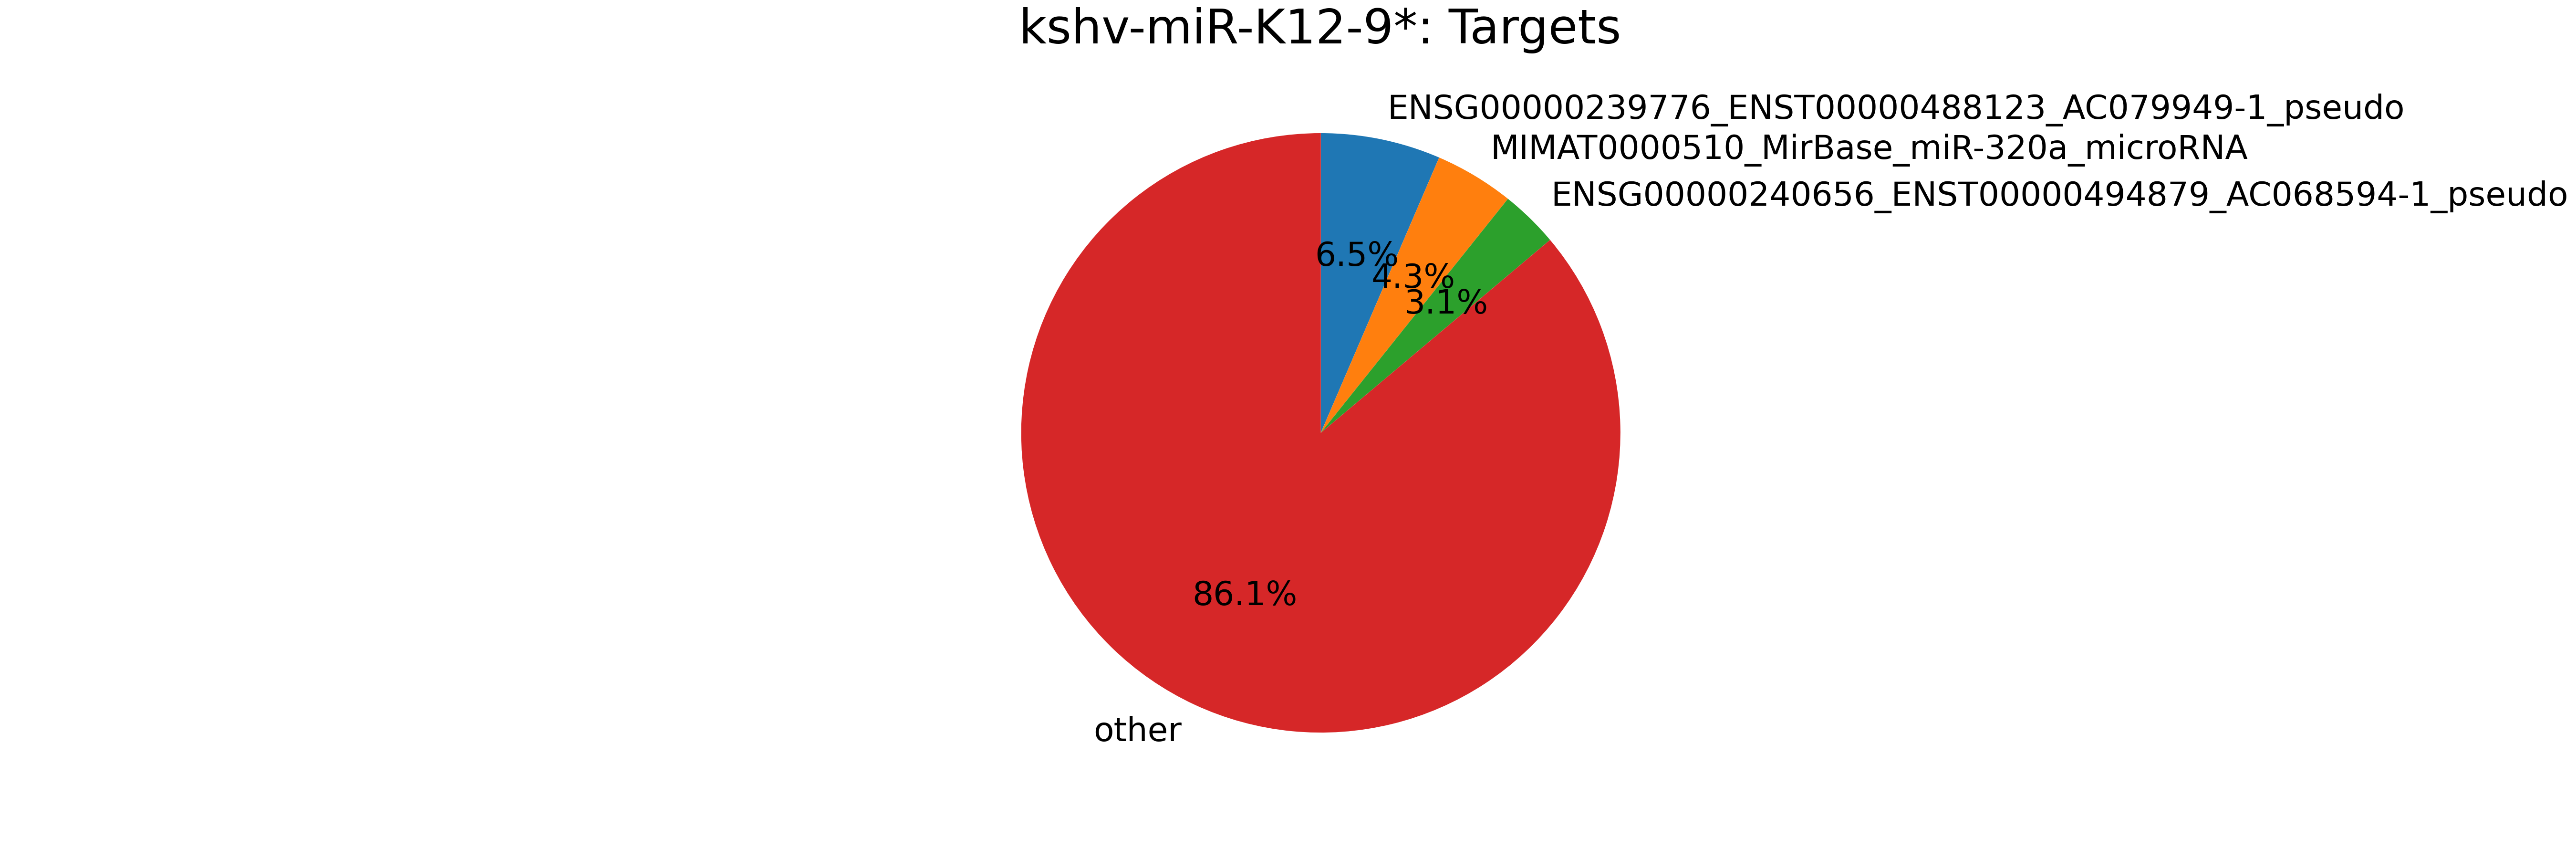 kshv-miR-K12-9*: Targets
ENSG00000239776_ENST00000488123_AC079949-1_pseudo
MIMAT0000510_MirBase_miR-320a_microRNA
ENSG00000240656_ENST00000494879_AC068594-1_pseudo
6.5%
4.3%
3.1%
86.1%
other